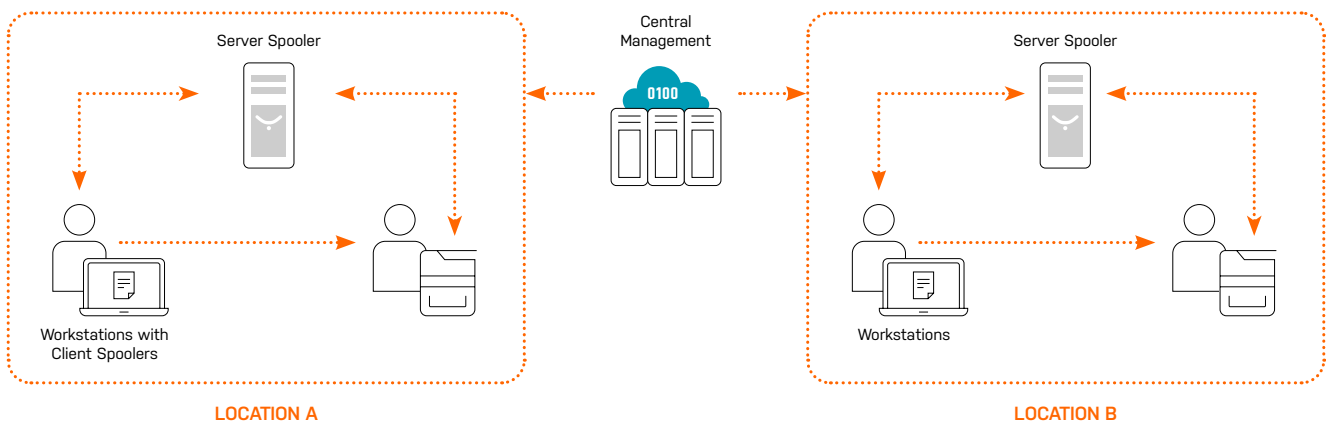 Server Spooler
Workstations with
Client Spoolers
LOCATION A
Central
Management
0100
Server Spooler
Workstations
LOCATION B